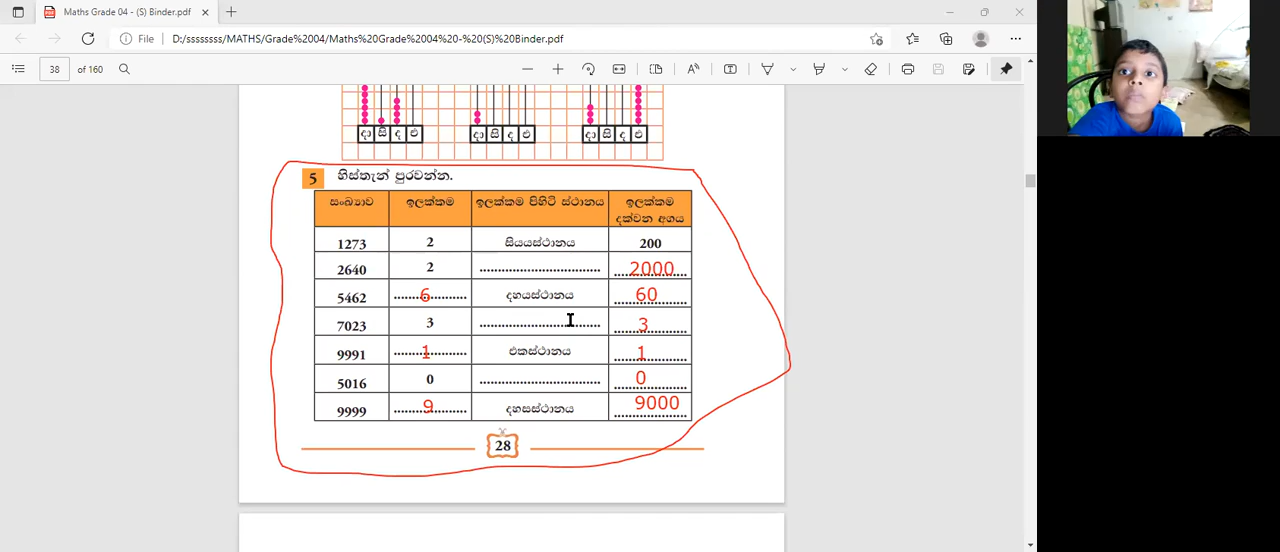 Maths Grade 04 - (S) Binder.pdf
File D:/ssssssss/MATHS/Grade%2004/Maths%20Grade%2004%20-%20(S)%20Binder.pdf
38 of 160
දා සි ද එ දා සි ද එ දා සි ද එ
5 හිස්තැන් පුරවන්න.
සංඛ්‍යාව ඉලක්කම ඉලක්කම පිහිටි ස්ථානය ඉලක්කම
දක්වන අගය
1273 2 සියයස්ථානය 200
2640 2 ................................. 2000
5462 6 දහයස්ථානය 60
7023 3 ................................. 3
9991 1 එකස්ථානය 1
5016 0 ................................. 0
9999 9 දහසස්ථානය 9000
28